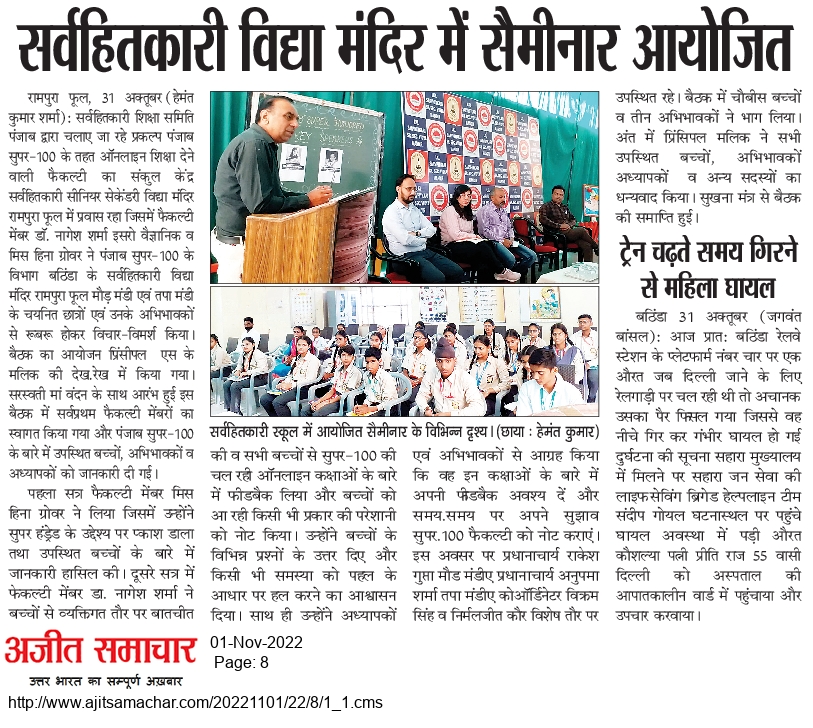 सर्वहितकारी विद्या मंदिर में सैमीनार आयोजित
रामपुरा फूल, 31 अक्तूबर (हेमंत
कुमार शर्मा): सर्वहितकारी शिक्षा समिति
पंजाब द्वारा चलाए जा रहे प्रकल्प पंजाब
सुपर-100 के तहत ऑनलाइन शिक्षा देने
वाली फैकल्टी का संकुल केंद्र
सर्वहितकारी सीनियर सेकेंडरी विद्या मंदिर
रामपुरा फूल में प्रवास रहा जिसमें फैकल्टी
मेंबर डॉ. नागेश शर्मा इसरो वैज्ञानिक व
मिस हिना ग्रोवर ने पंजाब सुपर-100 के
विभाग बठिंडा के सर्वहितकारी विद्या
मंदिर रामपुरा फूल मौड़ मंडी एवं तपा मंडी
के चयनित छात्रों एवं उनके अभिभावकों
से रूबरू होकर विचार-विमर्श किया।
बैठक का आयोजन प्रिंसीपल एस के
मलिक की देख.रेख में किया गया।
सरस्वती मां वंदन के साथ आरंभ हुई इस
बैठक में सर्वप्रथम फैकल्टी मेंबरों का
स्वागत किया गया और पंजाब सुपर-100
के बारे में उपस्थित बच्चों, अभिभावकों व
अध्यापकों को जानकारी दी गई।
पहला सत्र फैकल्टी मेंबर मिस
हिना ग्रोवर ने लिया जिसमें उन्होंने
सुपर हंड्रेड के उद्देश्य पर प्काश डाला
तथा उपस्थित बच्चों के बारे में
जानकारी हासिल की। दूसरे सत्र में
फेकल्टी मेंबर डा. नागेश शर्मा ने
बच्चों से व्यक्तिगत तौर पर बातचीत
सर्वहितकारी स्कूल में आयोजित सैमीनार के विभिन्न दृश्य। (छाया : हेमंत कुमार)
की व सभी बच्चों से सुपर-100 की
चल रही ऑनलाइन कक्षाओं के बारे
में फीडबैक लिया और बच्चों को
आ रही किसी भी प्रकार की परेशानी
को नोट किया। उन्होंने बच्चों के
विभिन्न प्रश्नों के उत्तर दिए और
किसी भी समस्या को पहल के
आधार पर हल करने का आश्वासन
दिया। साथ ही उन्होंने अध्यापकों
एवं अभिभावकों से आग्रह किया
कि वह इन कक्षाओं के बारे में
अपनी फीडबैक अवश्य दें और
समय.समय पर अपने सुझाव
सुपर.100 फैकल्टी को नोट कराएं।
इस अवसर पर प्रधानाचार्य राकेश
गुप्ता मौड मंडीए प्रधानाचार्य अनुपमा
शर्मा तपा मंडीए कोऑर्डिनेटर विक्रम
सिंह व निर्मलजीत कौर विशेष तौर पर
उपस्थित रहे। बैठक में चौबीस बच्चों
व तीन अभिभावकों ने भाग लिया।
अंत में प्रिंसिपल मलिक ने सभी
उपस्थित बच्चों, अभिभावकों
अध्यापकों व अन्य सदस्यों का
धन्यवाद किया। सुखना मंत्र से बैठक
की समाप्ति हुई।
ट्रेन चढ़ते समय गिरने
से महिला घायल
बठिंडा 31 अक्तूबर (जगवंत
बांसल): आज प्रात: बठिंडा रेलवे
स्टेशन के प्लेटफार्म नंबर चार पर एक
औरत जब दिल्ली जाने के लिए
रेलगाड़ी पर चल रही थी तो अचानक
उसका पैर फिसल गया जिससे वह
नीचे गिर कर गंभीर घायल हो गई
दुर्घटना की सूचना सहारा मुख्यालय
में मिलने पर सहारा जन सेवा की
लाइफसेविंग ब्रिगेड हेल्पलाइन टीम
संदीप गोयल घटनास्थल पर पहुंचे
घायल अवस्था में पड़ी औरत
कौशल्या पत्नी प्रीति राज 55 वासी
दिल्ली को अस्पताल की
आपातकालीन वार्ड में पहुंचाया और
उपचार करवाया।
अजीत समाचार
उत्तर भारत का सम्पूर्ण अख़बार
01-Nov-2022
Page: 8
http://www.ajitsamachar.com/20221101/22/8/1_1.cms